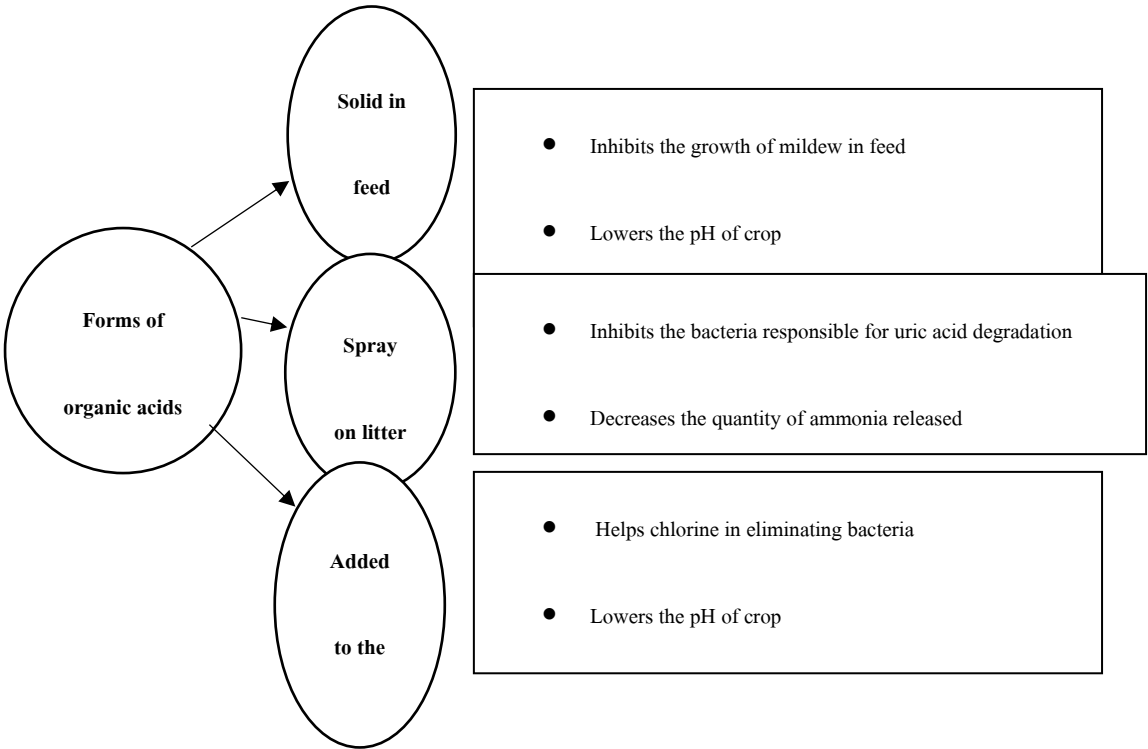 Solid in
feed
● Inhibits the growth of mildew in feed
● Lowers the pH of crop
Forms of
organic acids
Spray
on litter
● Inhibits the bacteria responsible for uric acid degradation
● Decreases the quantity of ammonia released
Added
to the
● Helps chlorine in eliminating bacteria
● Lowers the pH of crop